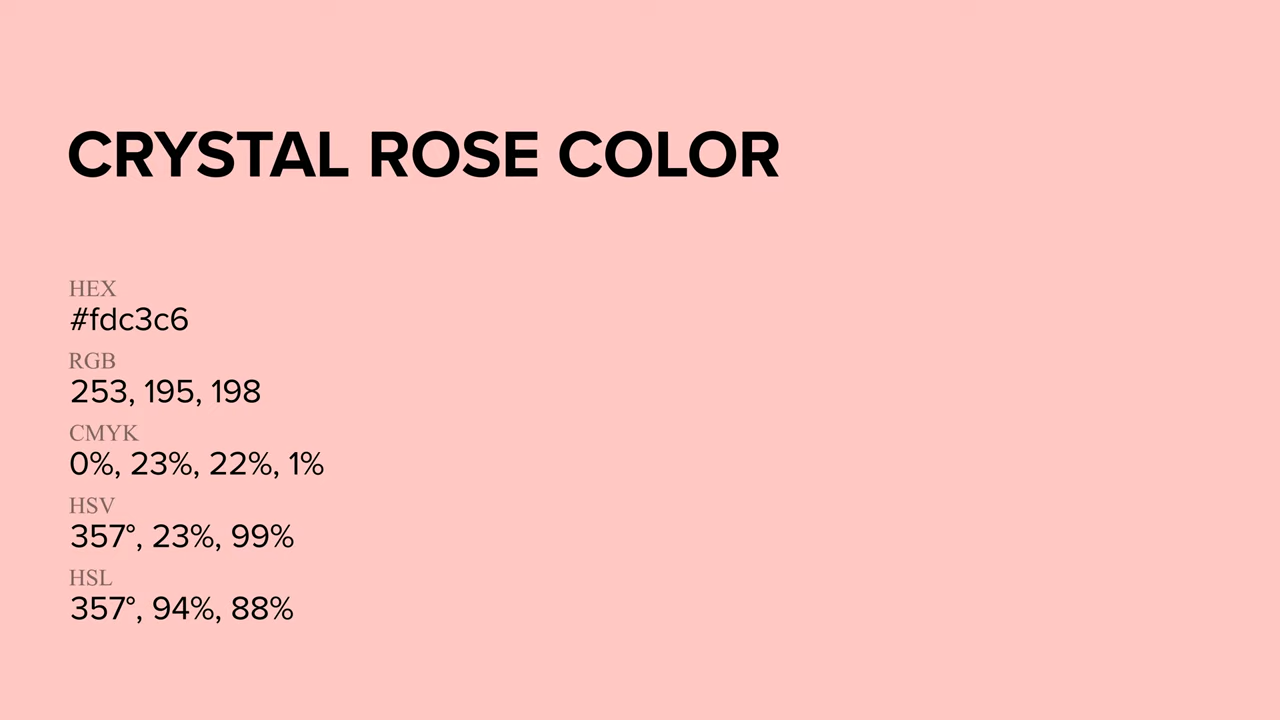 CRYSTAL ROSE COLOR
HEX
#fdc3c6
RGB
253, 195, 198
CMYK
0%, 23%, 22%, 1%
HSV
357°, 23%, 99%
HSL
357°, 94%, 88%